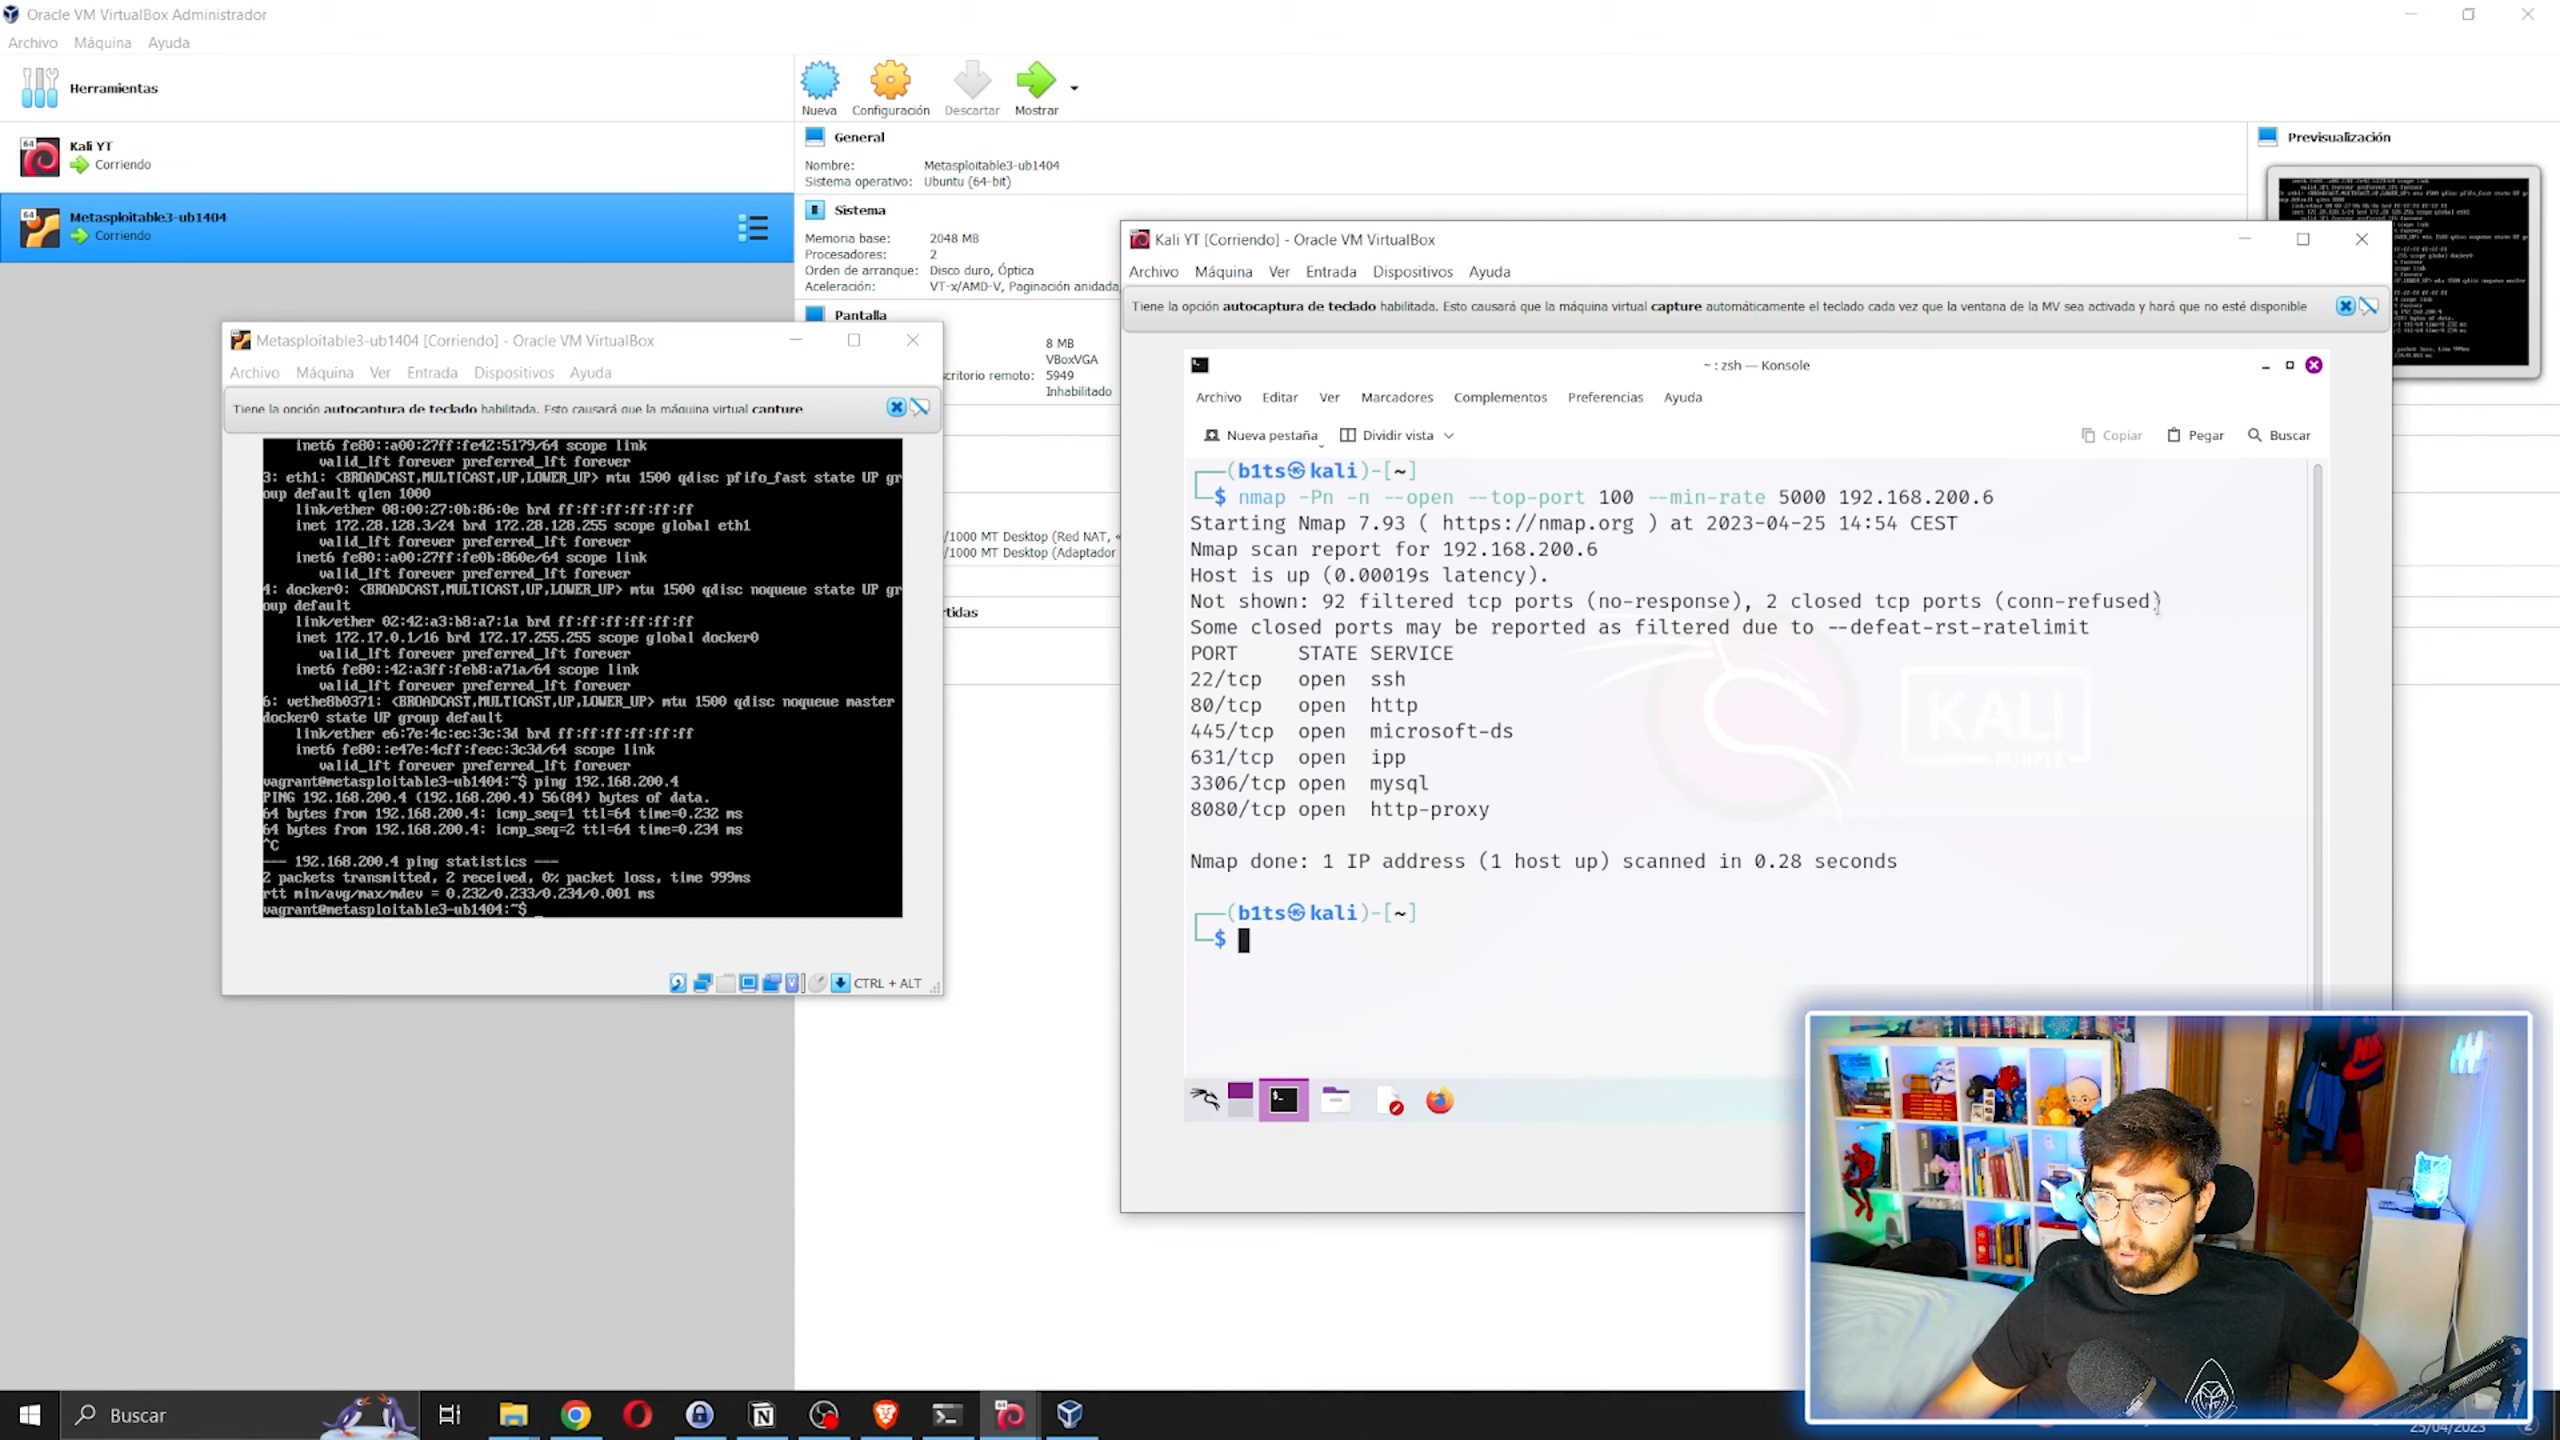 Oracle VM VirtualBox Administrador
Archivo Máquina Ayuda
Herramientas
Kali YT
Corriendo
Metasploitable3-ub1404
Corriendo
Nueva Configuración Descartar Mostrar
General
Nombre: Metasploitable3-ub1404
Sistema operativo: Ubuntu (64-bit)
Sistema
Memoria base: 2048 MB
Procesadores: 2
Orden de arranque: Disco duro, Óptica
Aceleración: VT-x/AMD-V, Paginación anidada,
Pantalla
8 MB
VBoxVGA
scritorio remoto: 5949
Inhabilitado
/1000 MT Desktop (Red NAT, «
/1000 MT Desktop (Adaptador
rtidas
Previsualización
Metasploitable3-ub1404 [Corriendo] - Oracle VM VirtualBox
Archivo Máquina Ver Entrada Dispositivos Ayuda
Tiene la opción autocaptura de teclado habilitada. Esto causará que la máquina virtual capture
inet6 fe80::a00:27ff:fe42:5179/64 scope link
valid_lft forever preferred_lft forever
3: eth1: <BROADCAST,MULTICAST,UP,LOWER_UP> mtu 1500 qdisc pfifo_fast state UP gr
oup default qlen 1000
link/ether 08:00:27:0b:86:0e brd ff:ff:ff:ff:ff:ff
inet 172.28.128.3/24 brd 172.28.128.255 scope global eth1
valid_lft forever preferred_lft forever
inet6 fe80::a00:27ff:fe0b:860e/64 scope link
valid_lft forever preferred_lft forever
4: docker0: <BROADCAST,MULTICAST,UP,LOWER_UP> mtu 1500 qdisc noqueue state UP gr
oup default
link/ether 02:42:a3:b8:a7:1a brd ff:ff:ff:ff:ff:ff
inet 172.17.0.1/16 brd 172.17.255.255 scope global docker0
valid_lft forever preferred_lft forever
inet6 fe80::42:a3ff:feb8:a71a/64 scope link
valid_lft forever preferred_lft forever
6: vethe8b0371: <BROADCAST,MULTICAST,UP,LOWER_UP> mtu 1500 qdisc noqueue master
docker0 state UP group default
link/ether e6:7e:4c:ec:3c:3d brd ff:ff:ff:ff:ff:ff
inet6 fe80::e47e:4cff:feec:3c3d/64 scope link
valid_lft forever preferred_lft forever
vagrant@metasploitable3-ub1404:~$ ping 192.168.200.4
PING 192.168.200.4 (192.168.200.4) 56(84) bytes of data.
64 bytes from 192.168.200.4: icmp_seq=1 ttl=64 time=0.232 ms
64 bytes from 192.168.200.4: icmp_seq=2 ttl=64 time=0.234 ms
^C
--- 192.168.200.4 ping statistics ---
2 packets transmitted, 2 received, 0% packet loss, time 999ms
rtt min/avg/max/mdev = 0.232/0.233/0.234/0.001 ms
vagrant@metasploitable3-ub1404:~$ _
CTRL + ALT
Kali YT [Corriendo] - Oracle VM VirtualBox
Archivo Máquina Ver Entrada Dispositivos Ayuda
Tiene la opción autocaptura de teclado habilitada. Esto causará que la máquina virtual capture automáticamente el teclado cada vez que la ventana de la MV sea activada y hará que no esté disponible
~ : zsh — Konsole
Archivo Editar Ver Marcadores Complementos Preferencias Ayuda
Nueva pestaña Dividir vista Copiar Pegar Buscar
(b1ts㉿kali)-[~]
$ nmap -Pn -n --open --top-port 100 --min-rate 5000 192.168.200.6
Starting Nmap 7.93 ( https://nmap.org ) at 2023-04-25 14:54 CEST
Nmap scan report for 192.168.200.6
Host is up (0.00019s latency).
Not shown: 92 filtered tcp ports (no-response), 2 closed tcp ports (conn-refused)
Some closed ports may be reported as filtered due to --defeat-rst-ratelimit
PORT STATE SERVICE
22/tcp open ssh
80/tcp open http
445/tcp open microsoft-ds
631/tcp open ipp
3306/tcp open mysql
8080/tcp open http-proxy
Nmap done: 1 IP address (1 host up) scanned in 0.28 seconds
(b1ts㉿kali)-[~]
$
KALI
PURPLE
Buscar
25/04/2023